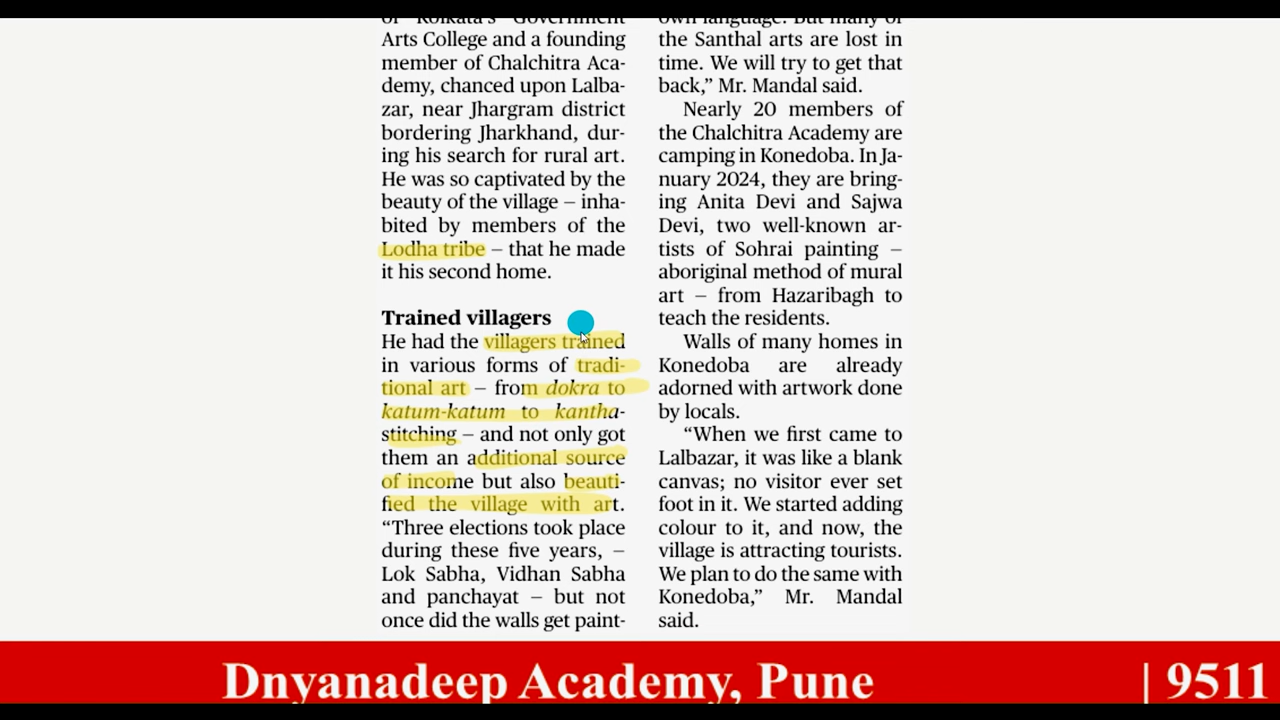 of Kolkata's Government
Arts College and a founding
member of Chalchitra Aca-
demy, chanced upon Lalba-
zar, near Jhargram district
bordering Jharkhand, dur-
ing his search for rural art.
He was so captivated by the
beauty of the village – inha-
bited by members of the
Lodha tribe – that he made
it his second home.
Trained villagers
He had the villagers trained
in various forms of tradi-
tional art – from dokra to
katum-katum to kantha-
stitching – and not only got
them an additional source
of income but also beauti-
fied the village with art.
“Three elections took place
during these five years, –
Lok Sabha, Vidhan Sabha
and panchayat – but not
once did the walls get paint-
own language. But many of
the Santhal arts are lost in
time. We will try to get that
back,” Mr. Mandal said.
Nearly 20 members of
the Chalchitra Academy are
camping in Konedoba. In Ja-
nuary 2024, they are bring-
ing Anita Devi and Sajwa
Devi, two well-known ar-
tists of Sohrai painting –
aboriginal method of mural
art – from Hazaribagh to
teach the residents.
Walls of many homes in
Konedoba are already
adorned with artwork done
by locals.
“When we first came to
Lalbazar, it was like a blank
canvas; no visitor ever set
foot in it. We started adding
colour to it, and now, the
village is attracting tourists.
We plan to do the same with
Konedoba,” Mr. Mandal
said.
Dnyanadeep Academy, Pune | 9511